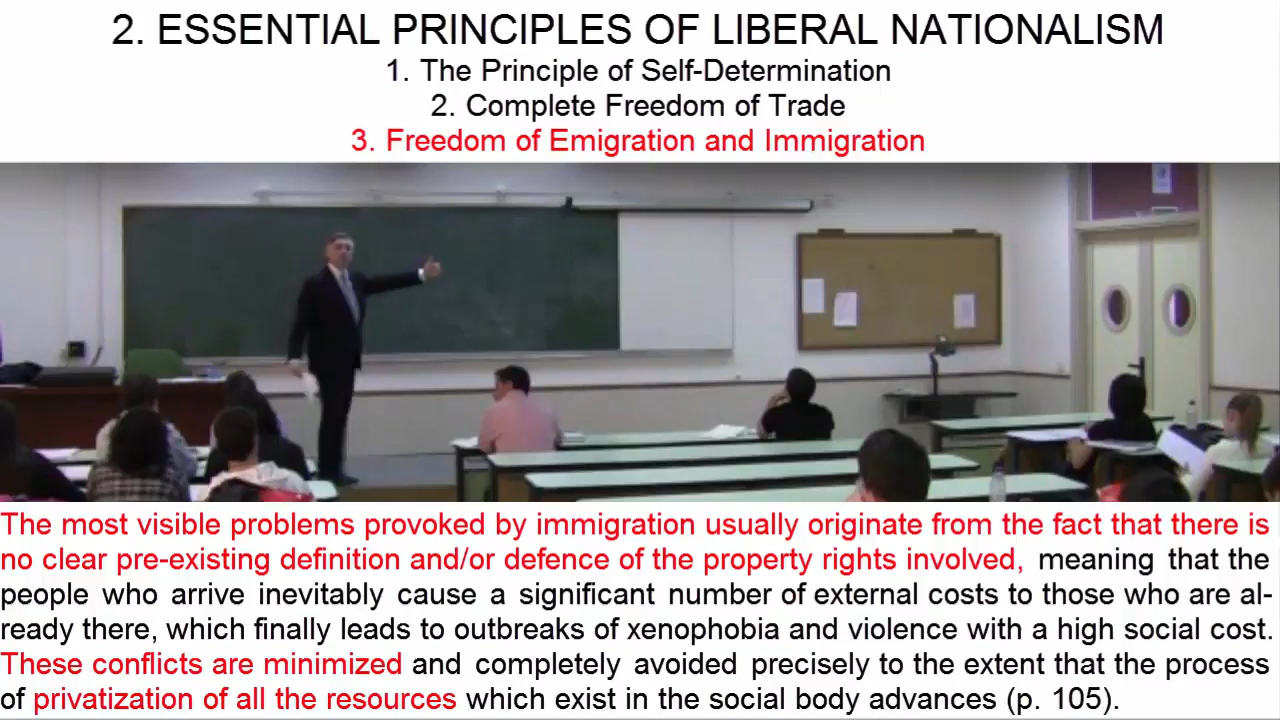 2. ESSENTIAL PRINCIPLES OF LIBERAL NATIONALISM
1. The Principle of Self-Determination
2. Complete Freedom of Trade
3. Freedom of Emigration and Immigration
The most visible problems provoked by immigration usually originate from the fact that there is
no clear pre-existing definition and/or defence of the property rights involved, meaning that the
people who arrive inevitably cause a significant number of external costs to those who are al-
ready there, which finally leads to outbreaks of xenophobia and violence with a high social cost.
These conflicts are minimized and completely avoided precisely to the extent that the process
of privatization of all the resources which exist in the social body advances (p. 105).